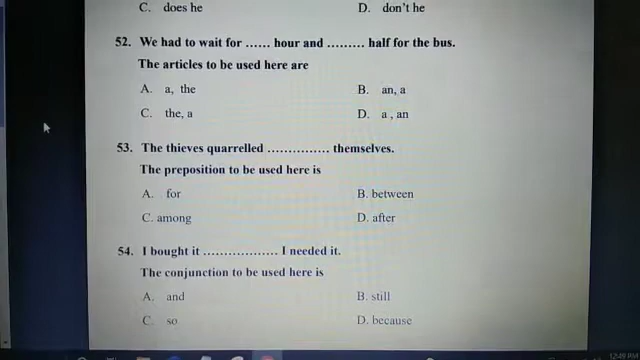 C. does he D. don't he
52. We had to wait for ...... hour and ......... half for the bus.
The articles to be used here are
A. a, the B. an, a
C. the, a D. a , an
53. The thieves quarrelled ............... themselves.
The preposition to be used here is
A. for B. between
C. among D. after
54. I bought it .................. I needed it.
The conjunction to be used here is
A. and B. still
C. so D. because
12:49 PM